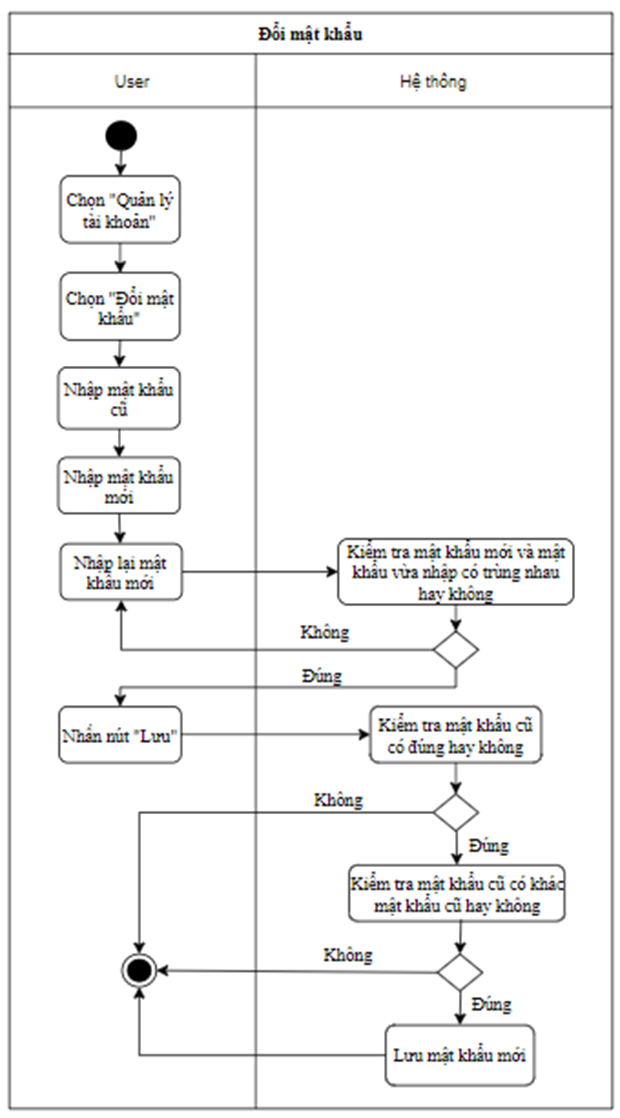 Đổi mật khẩu
User
Hệ thông
Chọn "Quản lý
tài khoản"
Chọn "Đổi mật
khẩu"
Nhập mật khẩu
cũ
Nhập mật khẩu
mới
Nhập lại mật
khẩu mới
Kiểm tra mật khẩu mới và mật
khẩu vừa nhập có trùng nhau
hay không
Không
Đúng
Nhấn nút "Lưu"
Kiểm tra mật khẩu cũ
có đúng hay không
Không
Đúng
Kiểm tra mật khẩu cũ có khác
mật khẩu cũ hay không
Không
Đúng
Lưu mật khẩu mới